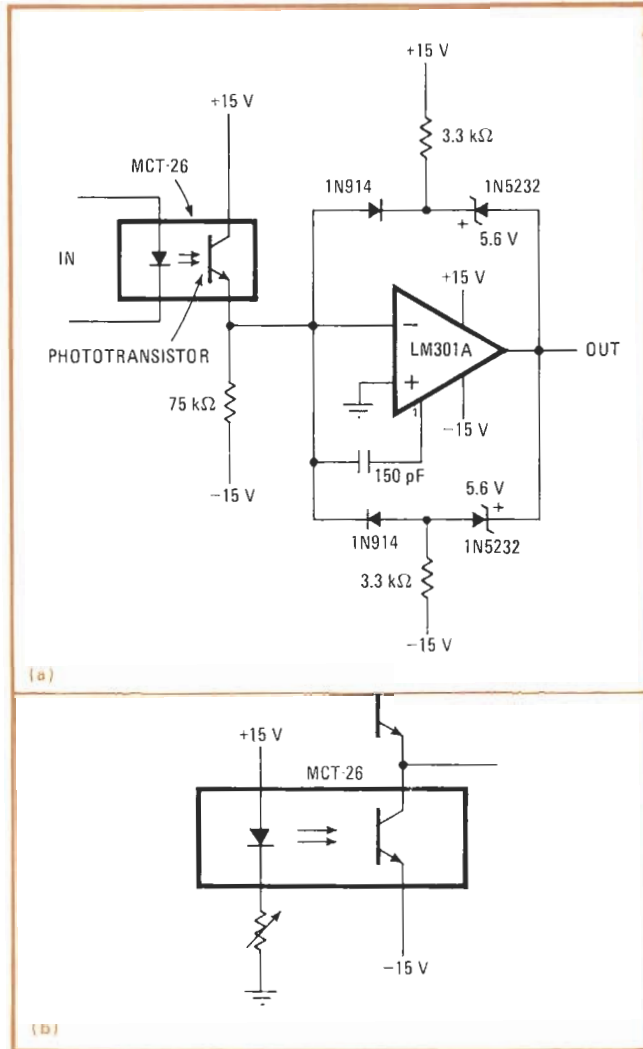 +15 V
3.3 kΩ
+15 V
MCT-26
1N914
1N5232
+
5.6 V
IN
+15 V
−
LM301A
OUT
PHOTOTRANSISTOR
+
1
75 kΩ
−15 V
150 pF
5.6 V
−15 V
+
1N914
1N5232
3.3 kΩ
−15 V
(a)
+15 V
MCT-26
−15 V
(b)